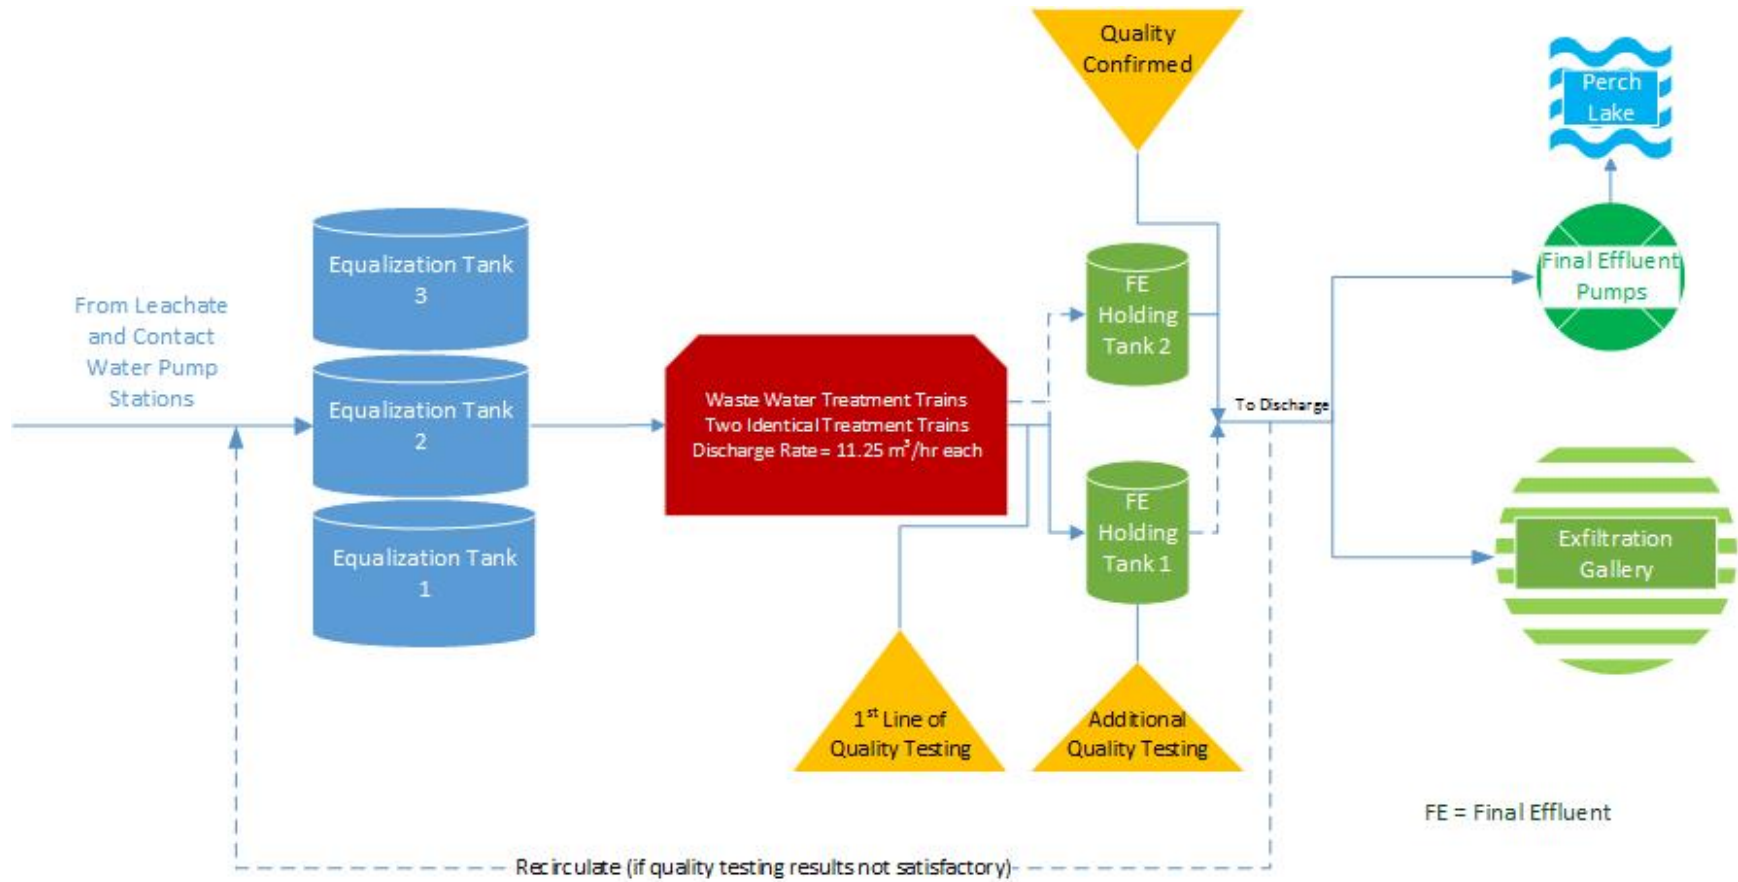 Quality
Confirmed
Perch
Lake
Equalization Tank
3
FE
Holding
Tank 2
Final Effluent
Pumps
From Leachate
and Contact
Water Pump
Stations
Equalization Tank
2
Waste Water Treatment Trains
Two Identical Treatment Trains
Discharge Rate = 11.25 m³/hr each
To Discharge
FE
Holding
Tank 1
Equalization Tank
1
Exfiltration
Gallery
1st Line of
Quality Testing
Additional
Quality Testing
FE = Final Effluent
Recirculate (if quality testing results not satisfactory)